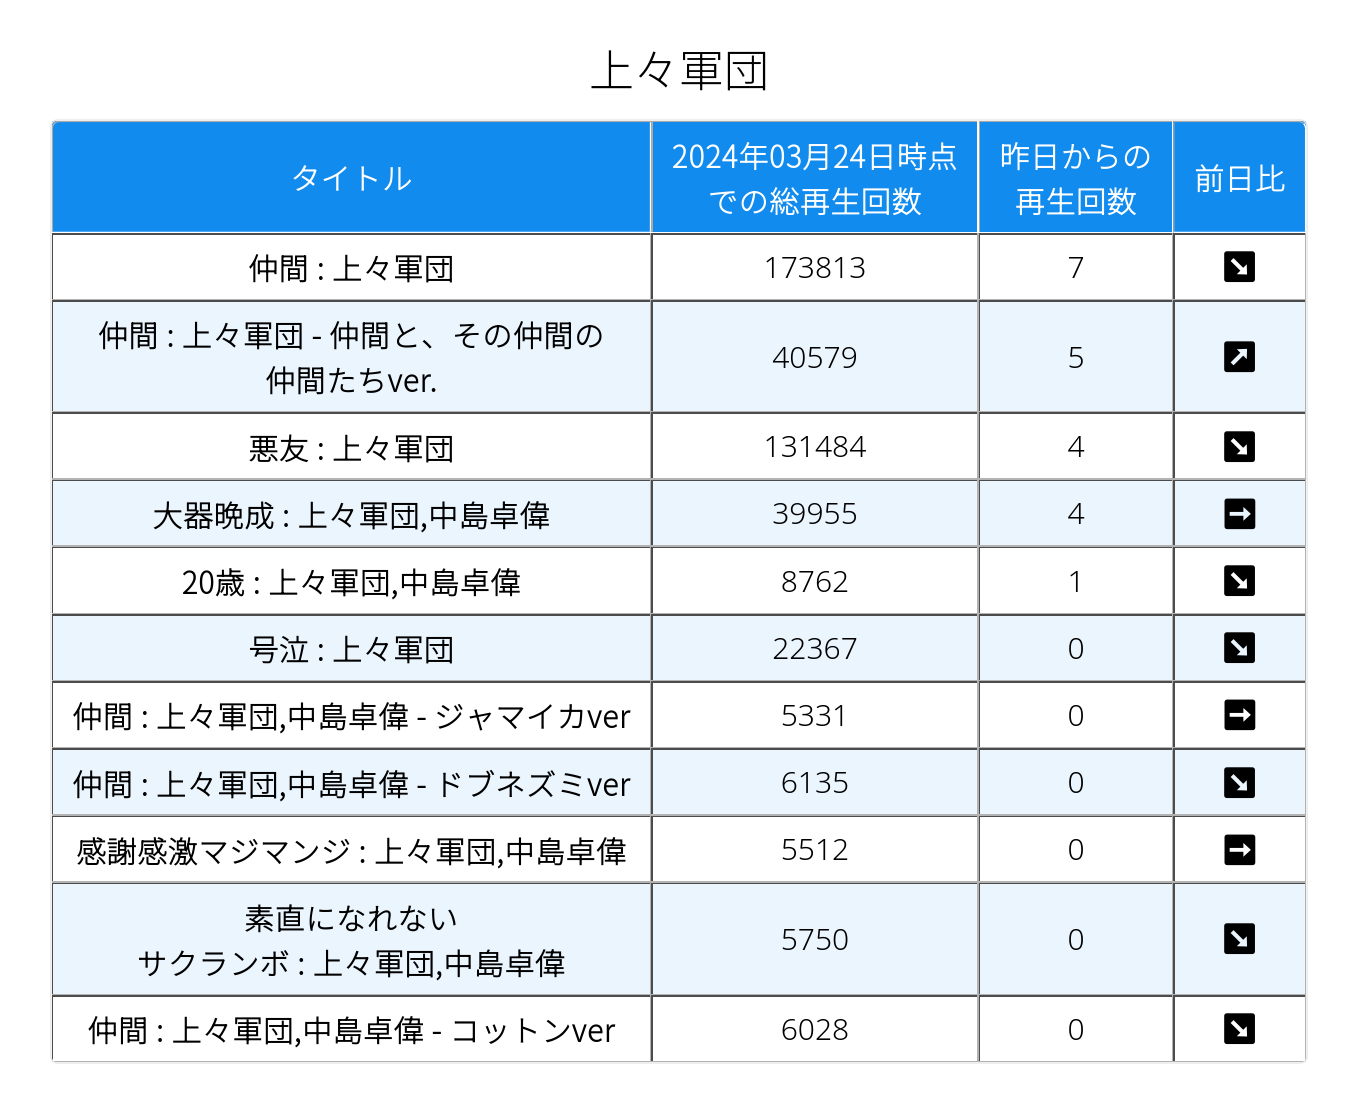 上々軍団
タイトル
2024年03月24日時点
での総再生回数
昨日からの
再生回数
前日比
仲間 : 上々軍団
173813
7
仲間 : 上々軍団 - 仲間と、その仲間の
仲間たちver.
40579
5
悪友 : 上々軍団
131484
4
大器晩成 : 上々軍団,中島卓偉
39955
4
20歳 : 上々軍団,中島卓偉
8762
1
号泣 : 上々軍団
22367
0
仲間 : 上々軍団,中島卓偉 - ジャマイカver
5331
0
仲間 : 上々軍団,中島卓偉 - ドブネズミver
6135
0
感謝感激マジマンジ : 上々軍団,中島卓偉
5512
0
素直になれない
サクランボ : 上々軍団,中島卓偉
5750
0
仲間 : 上々軍団,中島卓偉 - コットンver
6028
0